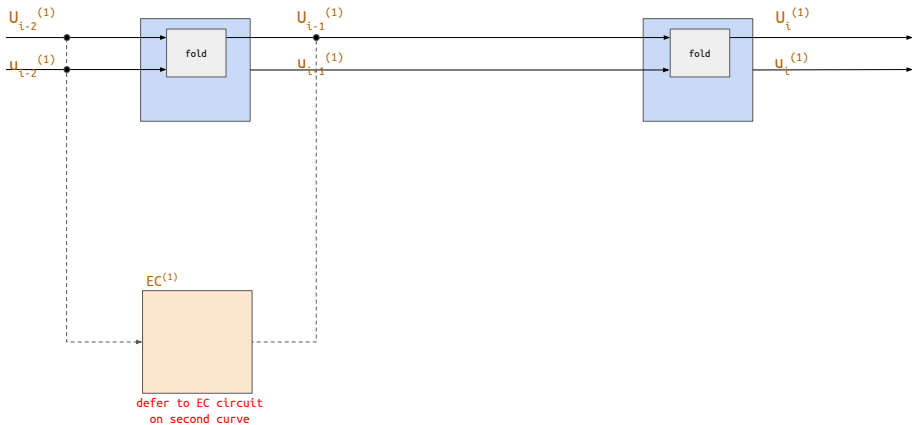 U_{i-2}^{(1)} U_{i-1}^{(1)} U_i^{(1)}
fold fold
u_{i-2}^{(1)} u_{i-1}^{(1)} u_i^{(1)}
EC^{(1)}
defer to EC circuit
on second curve